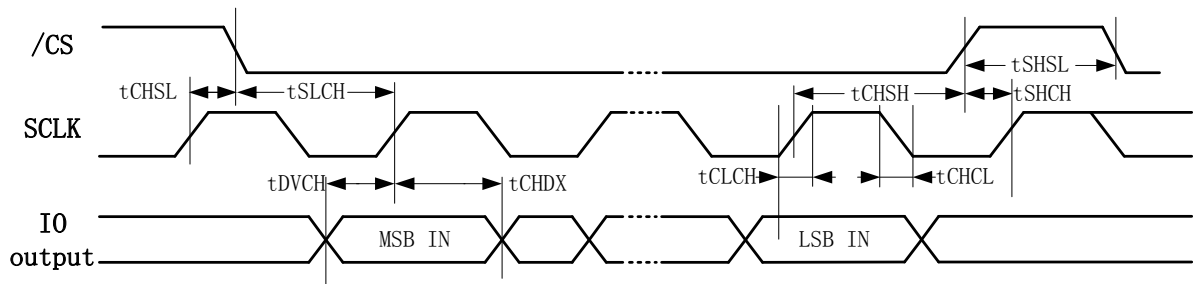 /CS
tCHSL
tSLCH
tCHSH
tSHSL
tSHCH
SCLK
tDVCH
tCHDX
tCLCH
tCHCL
IO
output
MSB IN
LSB IN